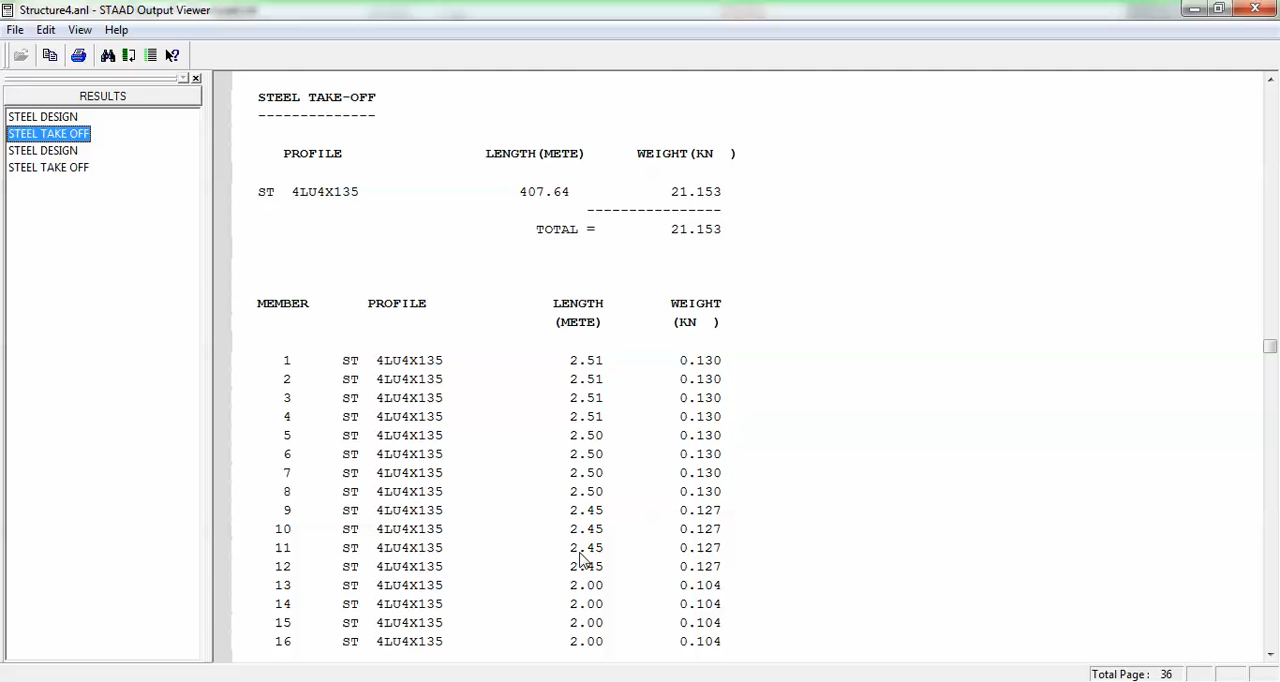 Structure4.anl - STAAD Output Viewer
File Edit View Help
RESULTS
STEEL DESIGN
STEEL TAKE OFF
STEEL DESIGN
STEEL TAKE OFF
STEEL TAKE-OFF
--------------
PROFILE LENGTH(METE) WEIGHT(KN )
ST 4LU4X135 407.64 21.153
----------------
TOTAL = 21.153
MEMBER PROFILE LENGTH WEIGHT
(METE) (KN )
1 ST 4LU4X135 2.51 0.130
2 ST 4LU4X135 2.51 0.130
3 ST 4LU4X135 2.51 0.130
4 ST 4LU4X135 2.51 0.130
5 ST 4LU4X135 2.50 0.130
6 ST 4LU4X135 2.50 0.130
7 ST 4LU4X135 2.50 0.130
8 ST 4LU4X135 2.50 0.130
9 ST 4LU4X135 2.45 0.127
10 ST 4LU4X135 2.45 0.127
11 ST 4LU4X135 2.45 0.127
12 ST 4LU4X135 2.45 0.127
13 ST 4LU4X135 2.00 0.104
14 ST 4LU4X135 2.00 0.104
15 ST 4LU4X135 2.00 0.104
16 ST 4LU4X135 2.00 0.104
Total Page : 36